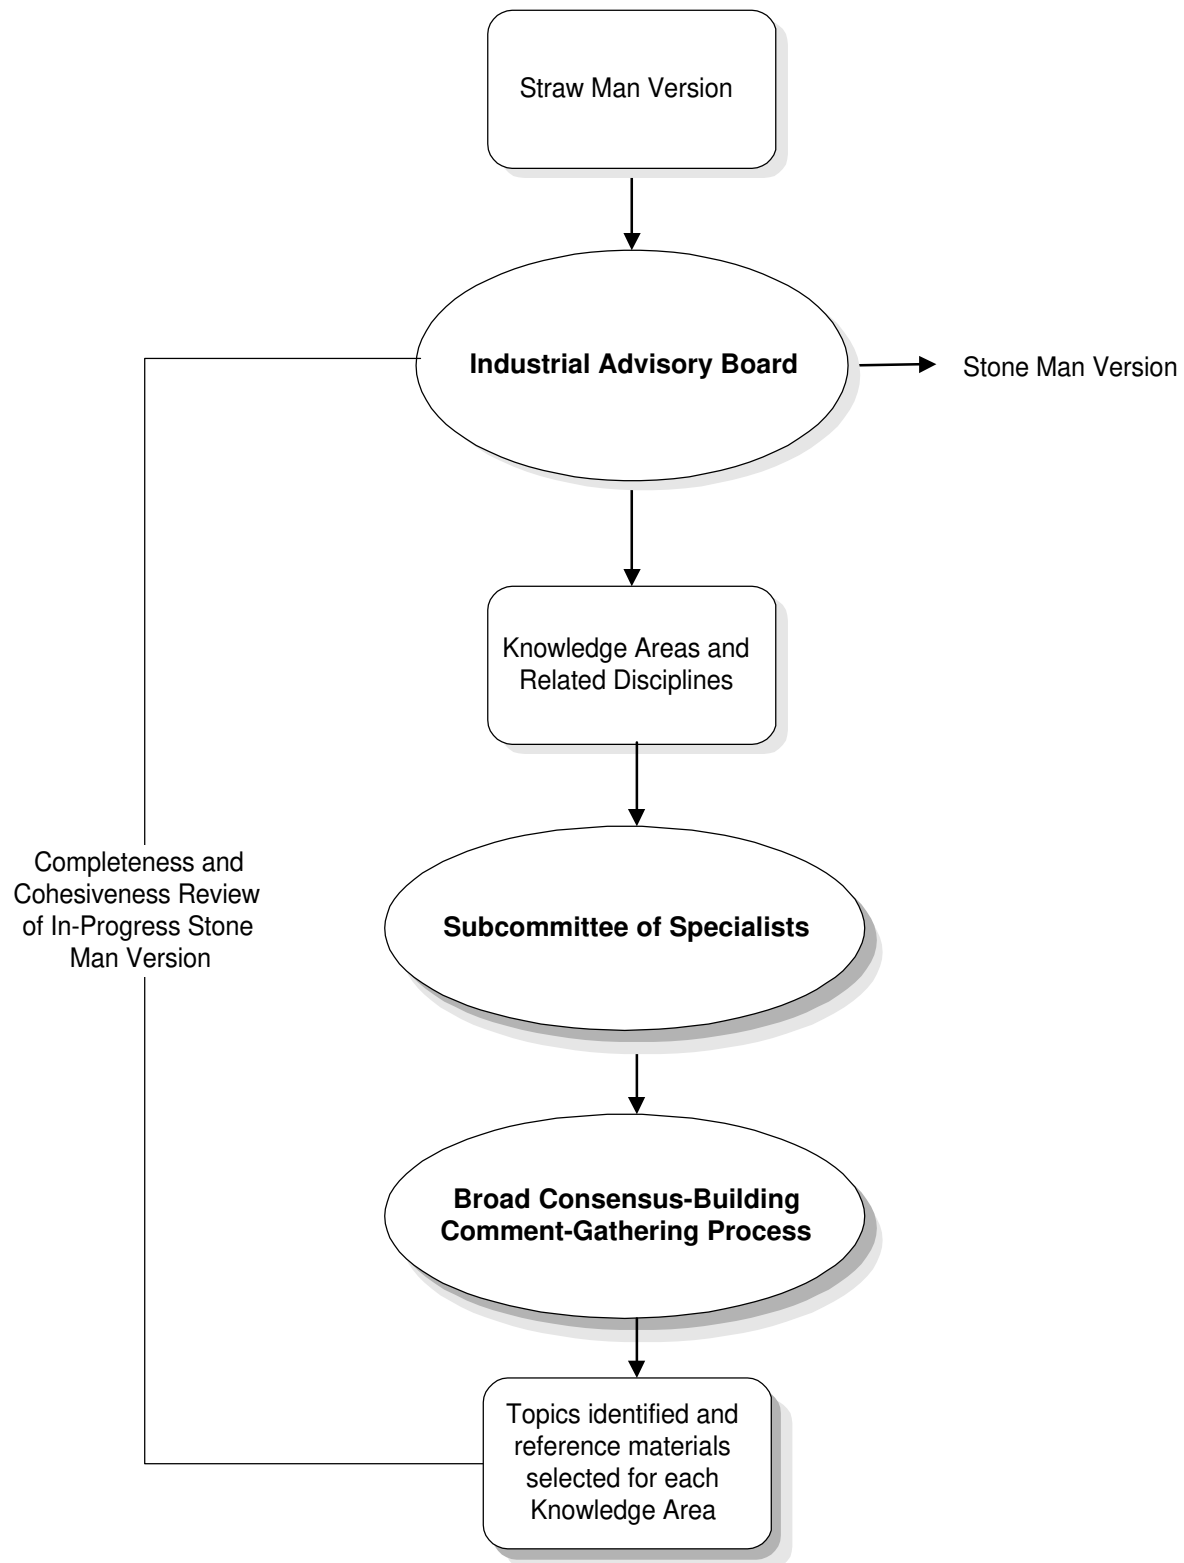 Straw Man Version
Industrial Advisory Board
Stone Man Version
Knowledge Areas and
Related Disciplines
Completeness and
Cohesiveness Review
of In-Progress Stone
Man Version
Subcommittee of Specialists
Broad Consensus-Building
Comment-Gathering Process
Topics identified and
reference materials
selected for each
Knowledge Area